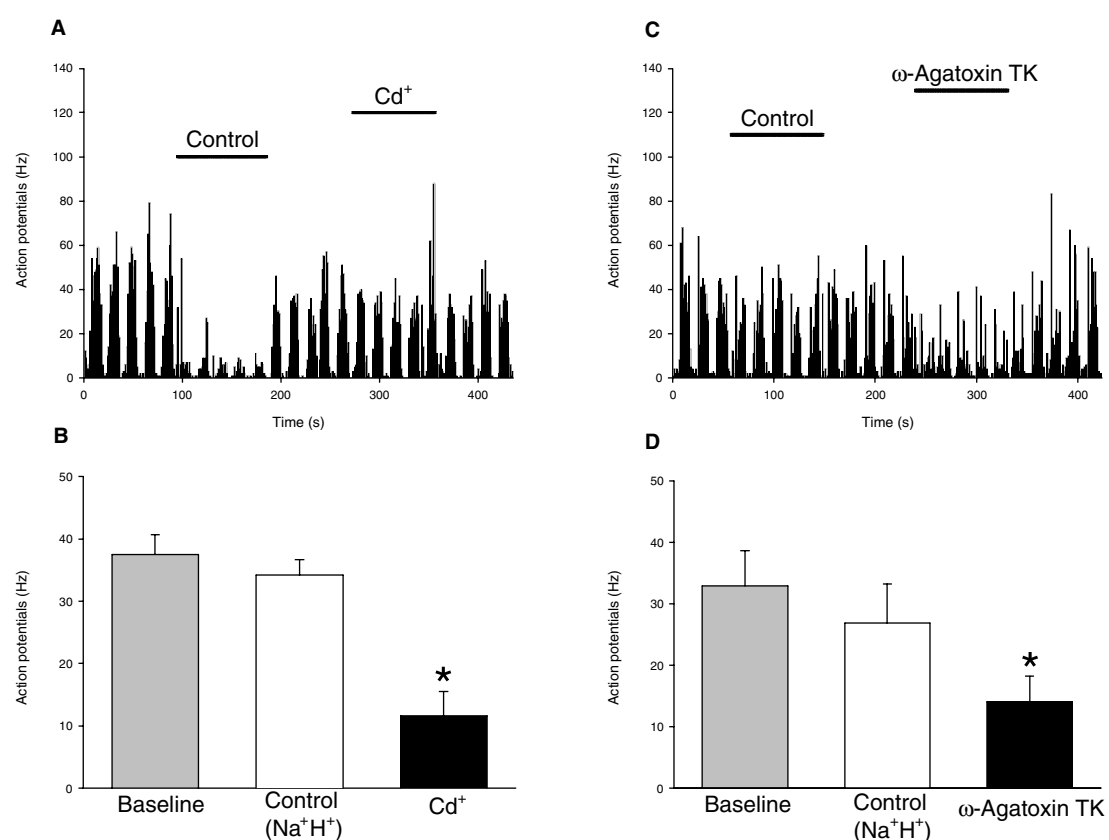 A
Action potentials (Hz)
140
120
100
80
60
40
20
0
Control
Cd⁺
0 100 200 300 400
Time (s)
C
Action potentials (Hz)
140
120
100
80
60
40
20
0
Control
ω-Agatoxin TK
0 100 200 300 400
Time (s)
B
Action potentials (Hz)
50
40
30
20
10
0
*
Baseline
Control
(Na⁺H⁺)
Cd⁺
D
Action potentials (Hz)
50
40
30
20
10
0
*
Baseline
Control
(Na⁺H⁺)
ω-Agatoxin TK